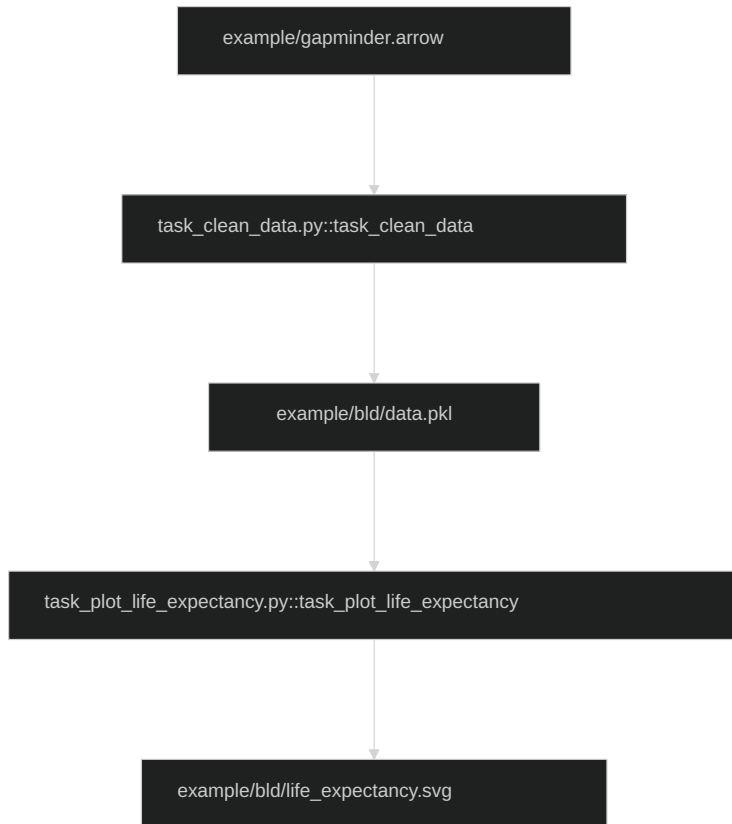 example/gapminder.arrow
task_clean_data.py::task_clean_data
example/bld/data.pkl
task_plot_life_expectancy.py::task_plot_life_expectancy
example/bld/life_expectancy.svg